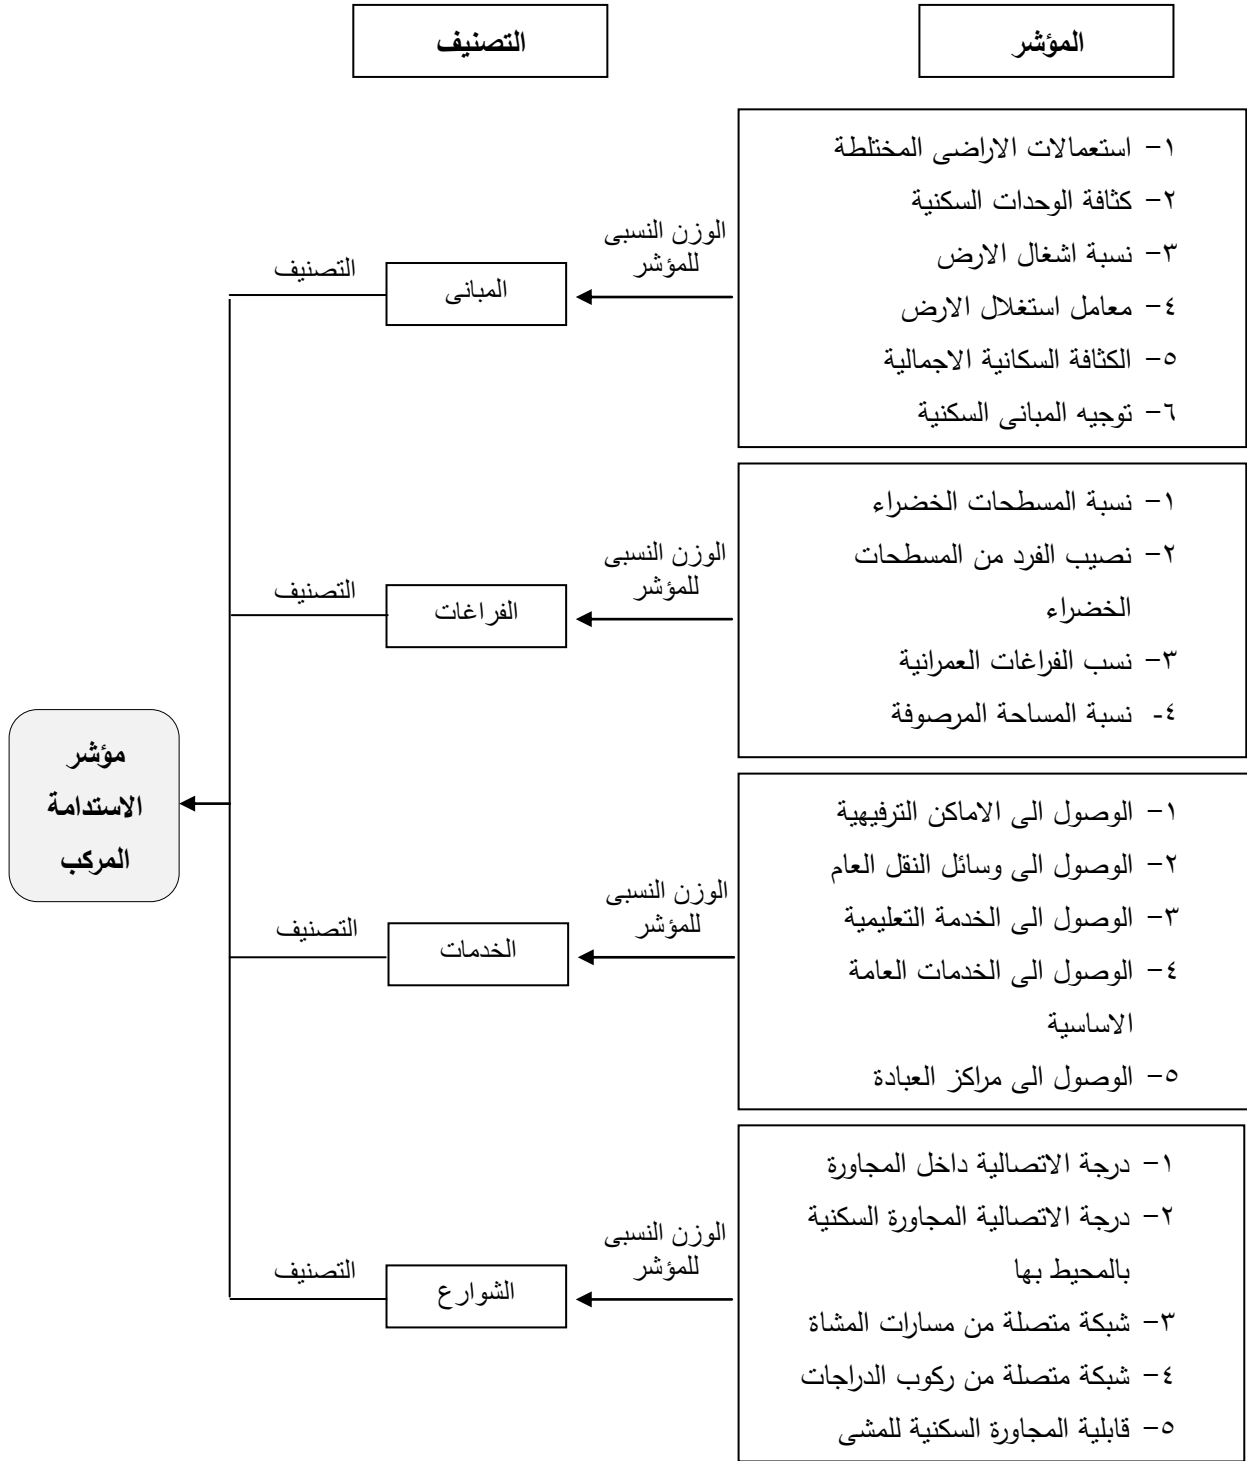 المؤشر
التصنيف
١- استعمالات الاراضى المختلطة
٢- كثافة الوحدات السكنية
٣- نسبة اشغال الارض
٤- معامل استغلال الارض
٥- الكثافة السكانية الاجمالية
٦- توجيه المبانى السكنية
الوزن النسبى
للمؤشر
المبانى
التصنيف
١- نسبة المسطحات الخضراء
٢- نصيب الفرد من المسطحات
الخضراء
٣- نسب الفراغات العمرانية
٤- نسبة المساحة المرصوفة
الوزن النسبى
للمؤشر
الفراغات
التصنيف
مؤشر
الاستدامة
المركب
١- الوصول الى الاماكن الترفيهية
٢- الوصول الى وسائل النقل العام
٣- الوصول الى الخدمة التعليمية
٤- الوصول الى الخدمات العامة
الاساسية
٥- الوصول الى مراكز العبادة
الوزن النسبى
للمؤشر
الخدمات
التصنيف
١- درجة الاتصالية داخل المجاورة
٢- درجة الاتصالية المجاورة السكنية
بالمحيط بها
٣- شبكة متصلة من مسارات المشاة
٤- شبكة متصلة من ركوب الدراجات
٥- قابلية المجاورة السكنية للمشى
الوزن النسبى
للمؤشر
الشوارع
التصنيف